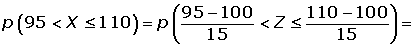 p(95 < X ≤ 110) = p((95 − 100)/15 < Z ≤ (110 − 100)/15) =